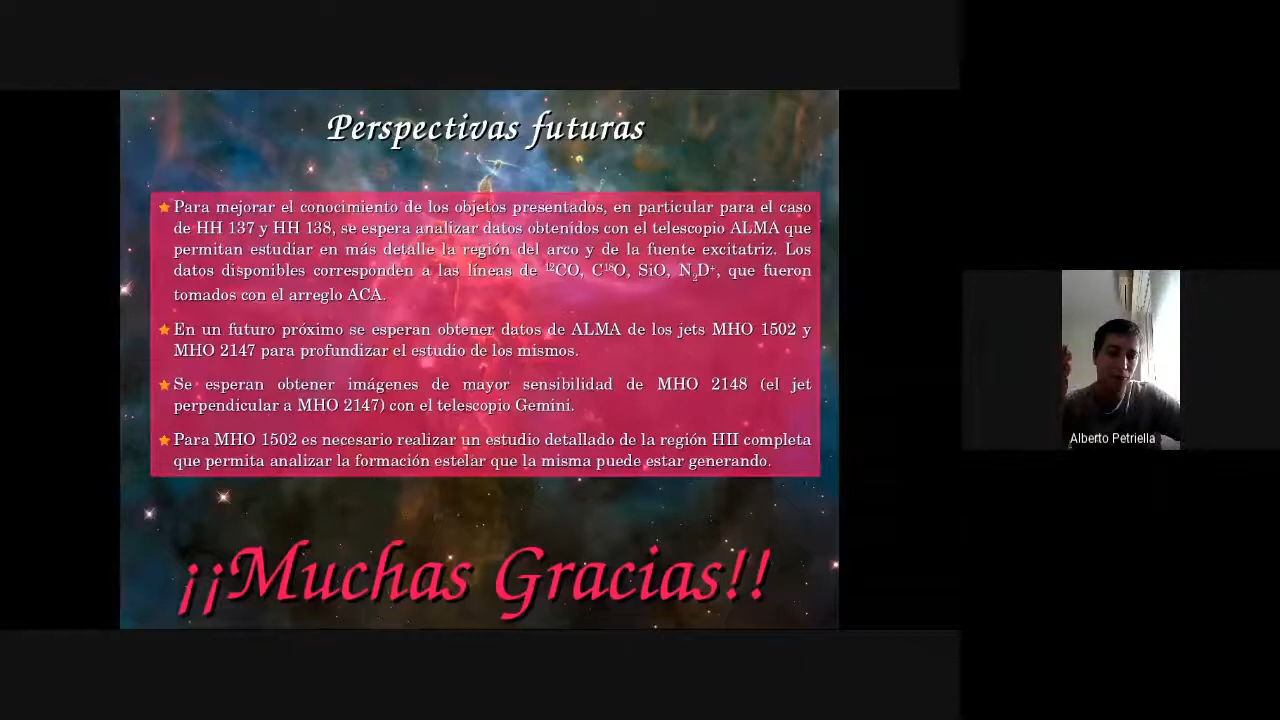 Perspectivas futuras
Para mejorar el conocimiento de los objetos presentados, en particular para el caso
de HH 137 y HH 138, se espera analizar datos obtenidos con el telescopio ALMA que
permitan estudiar en más detalle la región del arco y de la fuente excitatriz. Los
datos disponibles corresponden a las líneas de ¹²CO, C¹⁸O, SiO, N₂D⁺, que fueron
tomados con el arreglo ACA.
En un futuro próximo se esperan obtener datos de ALMA de los jets MHO 1502 y
MHO 2147 para profundizar el estudio de los mismos.
Se esperan obtener imágenes de mayor sensibilidad de MHO 2148 (el jet
perpendicular a MHO 2147) con el telescopio Gemini.
Para MHO 1502 es necesario realizar un estudio detallado de la región HII completa
que permita analizar la formación estelar que la misma puede estar generando.
¡¡Muchas Gracias!!
Alberto Petriella